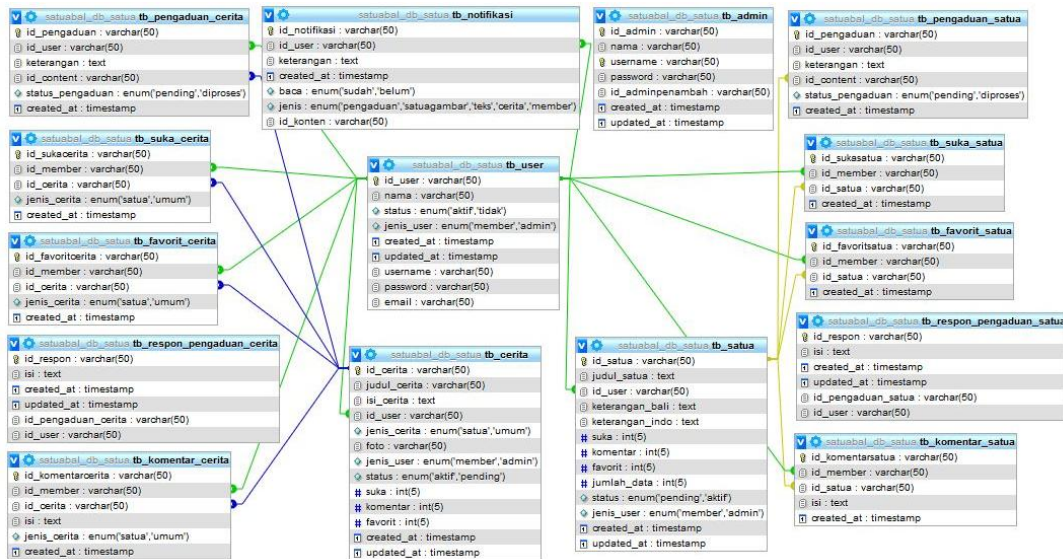 satuabal_db_satua tb_pengaduan_cerita
id_pengaduan : varchar(50)
id_user : varchar(50)
keterangan : text
id_content : varchar(50)
status_pengaduan : enum('pending','diproses')
created_at : timestamp
satuabal_db_satua tb_notifikasi
id_notifikasi : varchar(50)
id_user : varchar(50)
keterangan : text
created_at : timestamp
baca : enum('sudah','belum')
jenis : enum('pengaduan','satuagambar','teks','cerita','member')
id_konten : varchar(50)
satuabal_db_satua tb_admin
id_admin : varchar(50)
nama : varchar(50)
username : varchar(50)
password : varchar(50)
id_adminpenambah : varchar(50)
created_at : timestamp
updated_at : timestamp
satuabal_db_satua tb_pengaduan_satua
id_pengaduan : varchar(50)
id_user : varchar(50)
keterangan : text
id_content : varchar(50)
status_pengaduan : enum('pending','diproses')
created_at : timestamp
satuabal_db_satua tb_suka_cerita
id_sukacerita : varchar(50)
id_member : varchar(50)
id_cerita : varchar(50)
jenis_cerita : enum('satua','umum')
created_at : timestamp
satuabal_db_satua tb_user
id_user : varchar(50)
nama : varchar(50)
status : enum('aktif','tidak')
jenis_user : enum('member','admin')
created_at : timestamp
updated_at : timestamp
username : varchar(50)
password : varchar(50)
email : varchar(50)
satuabal_db_satua tb_suka_satua
id_sukasatua : varchar(50)
id_member : varchar(50)
id_satua : varchar(50)
created_at : timestamp
satuabal_db_satua tb_favorit_cerita
id_favoritcerita : varchar(50)
id_member : varchar(50)
id_cerita : varchar(50)
jenis_cerita : enum('satua','umum')
created_at : timestamp
satuabal_db_satua tb_favorit_satua
id_favoritsatua : varchar(50)
id_member : varchar(50)
id_satua : varchar(50)
created_at : timestamp
satuabal_db_satua tb_respon_pengaduan_cerita
id_respon : varchar(50)
isi : text
created_at : timestamp
updated_at : timestamp
id_pengaduan_cerita : varchar(50)
id_user : varchar(50)
satuabal_db_satua tb_cerita
id_cerita : varchar(50)
judul_cerita : varchar(50)
isi_cerita : text
id_user : varchar(50)
jenis_cerita : enum('satua','umum')
foto : varchar(50)
jenis_user : enum('member','admin')
status : enum('aktif','pending')
suka : int(5)
komentar : int(5)
favorit : int(5)
created_at : timestamp
updated_at : timestamp
satuabal_db_satua tb_satua
id_satua : varchar(50)
judul_satua : text
id_user : varchar(50)
keterangan_bali : text
keterangan_indo : text
suka : int(5)
komentar : int(5)
favorit : int(5)
jumlah_data : int(5)
status : enum('pending','aktif')
jenis_user : enum('member','admin')
created_at : timestamp
updated_at : timestamp
satuabal_db_satua tb_respon_pengaduan_satua
id_respon : varchar(50)
isi : text
created_at : timestamp
updated_at : timestamp
id_pengaduan_satua : varchar(50)
id_user : varchar(50)
satuabal_db_satua tb_komentar_cerita
id_komentarcerita : varchar(50)
id_member : varchar(50)
id_cerita : varchar(50)
isi : text
jenis_cerita : enum('satua','umum')
created_at : timestamp
satuabal_db_satua tb_komentar_satua
id_komentarsatua : varchar(50)
id_member : varchar(50)
id_satua : varchar(50)
isi : text
created_at : timestamp